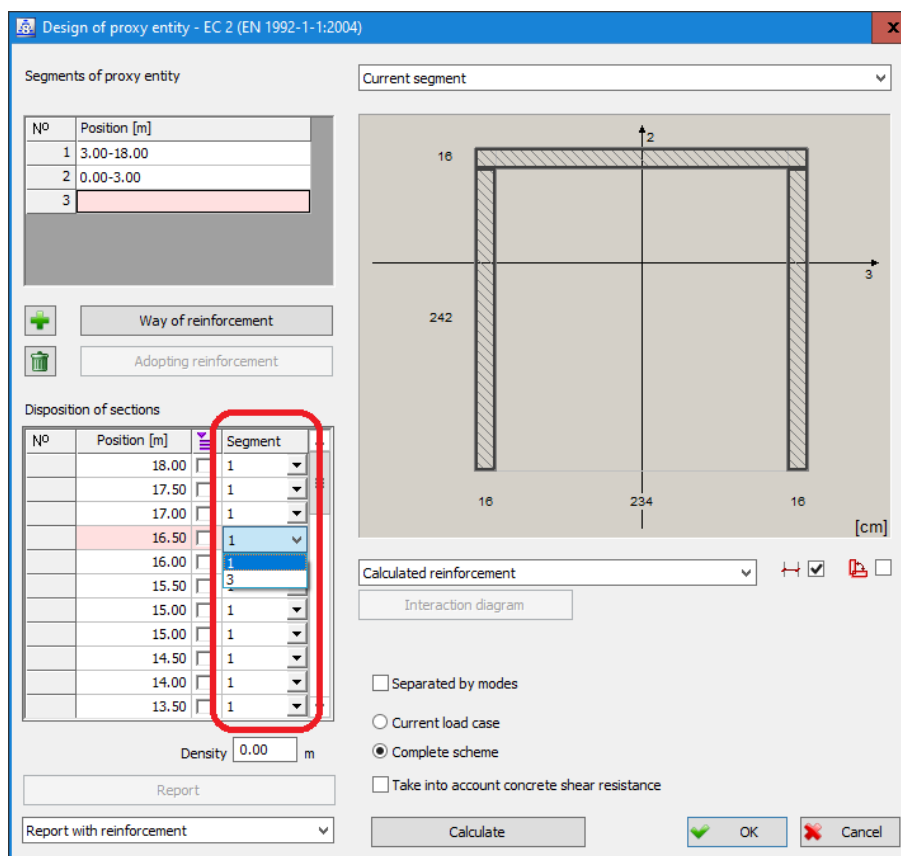 Design of proxy entity - EC 2 (EN 1992-1-1:2004)
Segments of proxy entity
Current segment
Nº Position [m]
1 3.00-18.00
2 0.00-3.00
3
Way of reinforcement
Adopting reinforcement
Disposition of sections
Nº Position [m] Segment
18.00 1
17.50 1
17.00 1
16.50 1
16.00 1
15.50 3
15.00 1
15.00 1
14.50 1
14.00 1
13.50 1
Density 0.00 m
Report
Report with reinforcement
2
16
3
242
16 234 16
[cm]
Calculated reinforcement
Interaction diagram
Separated by modes
Current load case
Complete scheme
Take into account concrete shear resistance
Calculate
OK
Cancel